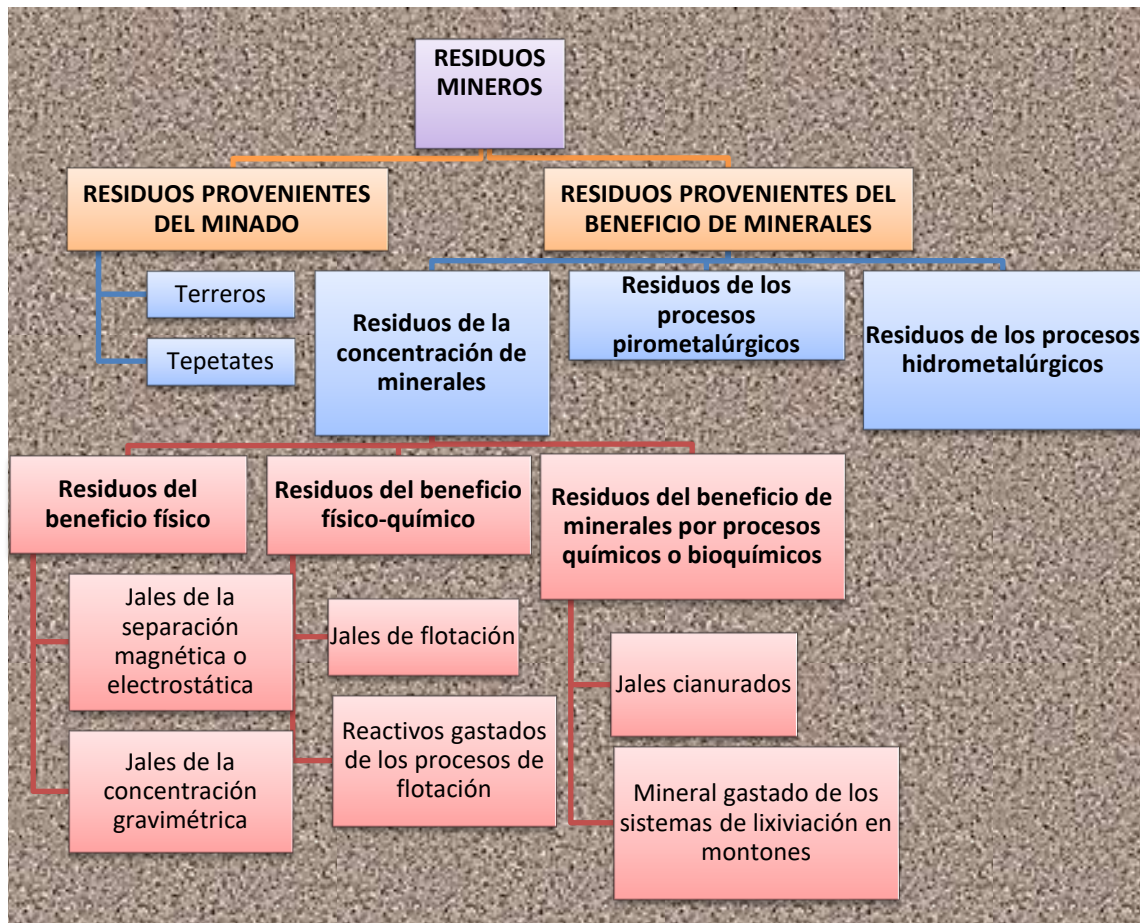 RESIDUOS
MINEROS
RESIDUOS PROVENIENTES
DEL MINADO
RESIDUOS PROVENIENTES DEL
BENEFICIO DE MINERALES
Terreros
Tepetates
Residuos de la
concentración de
minerales
Residuos de los
procesos
pirometalúrgicos
Residuos de los procesos
hidrometalúrgicos
Residuos del
beneficio físico
Jales de la
separación
magnética o
electrostática
Jales de la
concentración
gravimétrica
Residuos del beneficio
físico-químico
Jales de flotación
Reactivos gastados
de los procesos de
flotación
Residuos del beneficio de
minerales por procesos
químicos o bioquímicos
Jales cianurados
Mineral gastado de los
sistemas de lixiviación en
montones